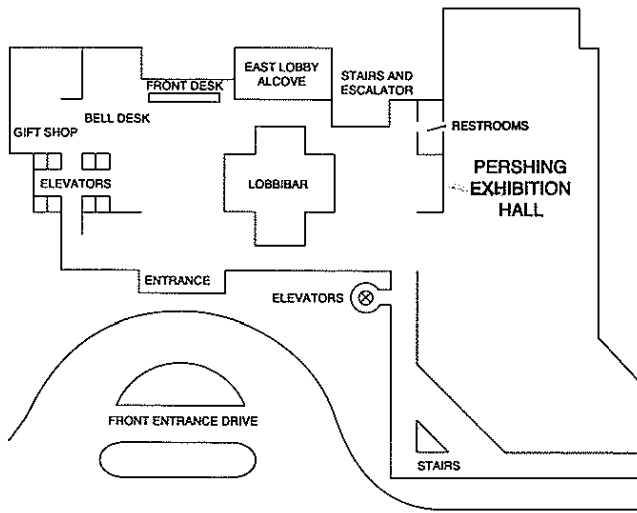 EAST LOBBY
ALCOVE
STAIRS AND
ESCALATOR
FRONT DESK
BELL DESK
GIFT SHOP
RESTROOMS
ELEVATORS
LOBBIBAR
PERSHING
EXHIBITION
HALL
ENTRANCE
ELEVATORS
FRONT ENTRANCE DRIVE
STAIRS